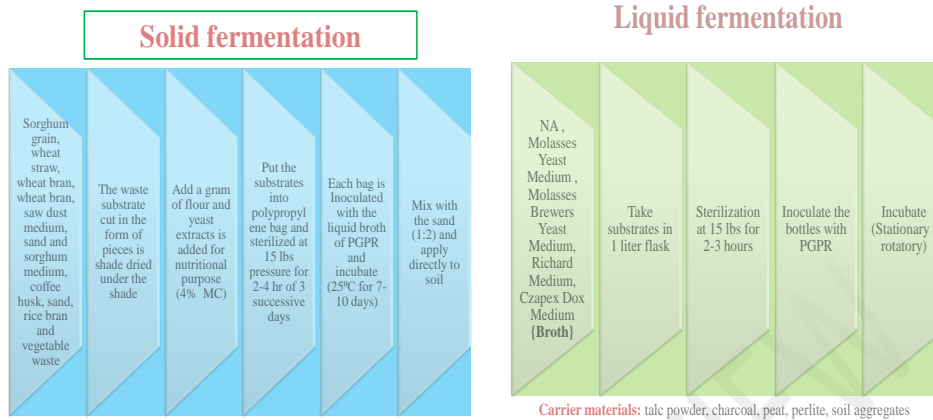 Solid fermentation
Sorghum
grain,
wheat
straw,
wheat bran,
wheat bran,
saw dust
medium,
sand and
sorghum
medium,
coffee
husk, sand,
rice bran
and
vegetable
waste
The waste
substrate
cut in the
form of
pieces is
shade dried
under the
shade
Add a gram
of flour and
yeast
extracts is
added for
nutritional
purpose
(4% MC)
Put the
substrates
into
polypropyl
ene bag and
sterilized at
15 lbs
pressure for
2-4 hr of 3
successive
days
Each bag is
Inoculated
with the
liquid broth
of PGPR
and
incubate
(25⁰C for 7-
10 days)
Mix with
the sand
(1:2) and
apply
directly to
soil
Liquid fermentation
NA ,
Molasses
Yeast
Medium ,
Molasses
Brewers
Yeast
Medium,
Richard
Medium,
Czapex Dox
Medium
{Broth}
Take
substrates in
1 liter flask
Sterilization
at 15 lbs for
2-3 hours
Inoculate the
bottles with
PGPR
Incubate
(Stationary
rotatory)
Carrier materials: talc powder, charcoal, peat, perlite, soil aggregates